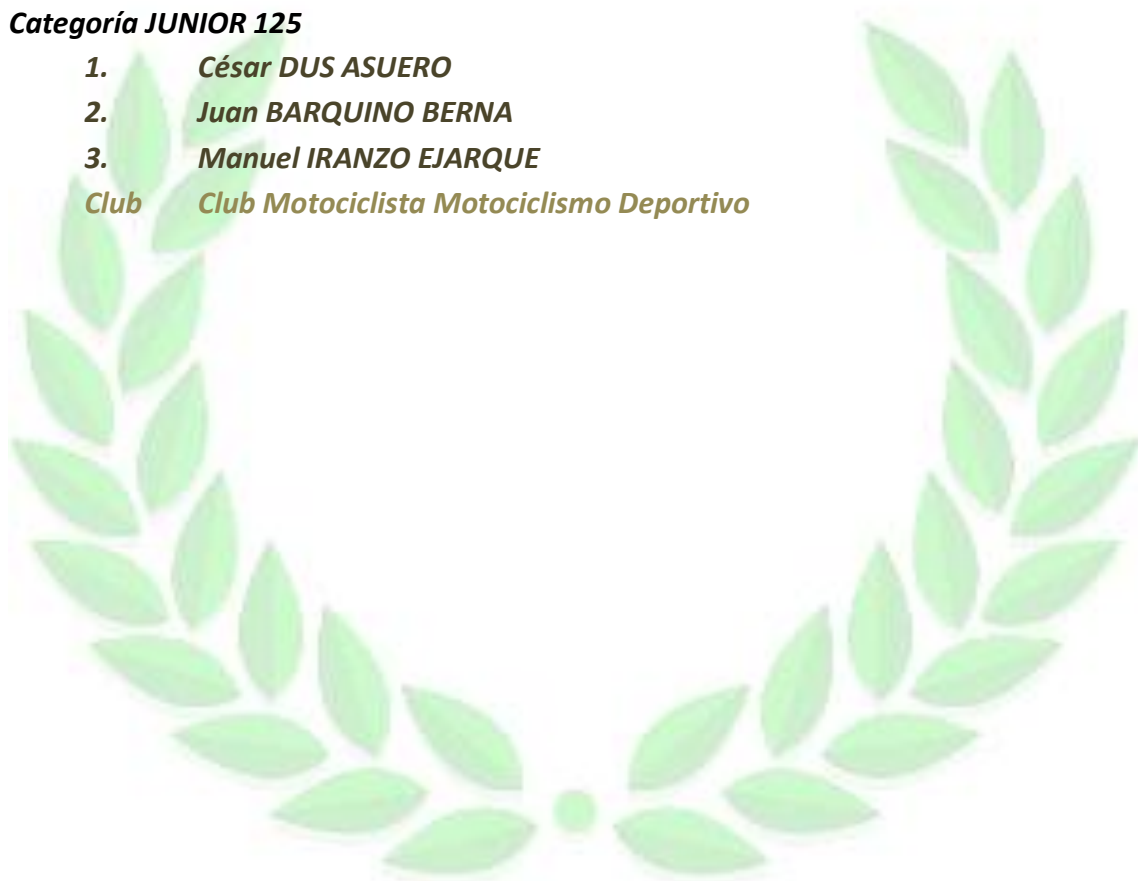 Categoría JUNIOR 125
1. César DUS ASUERO
2. Juan BARQUINO BERNA
3. Manuel IRANZO EJARQUE
Club Club Motociclista Motociclismo Deportivo